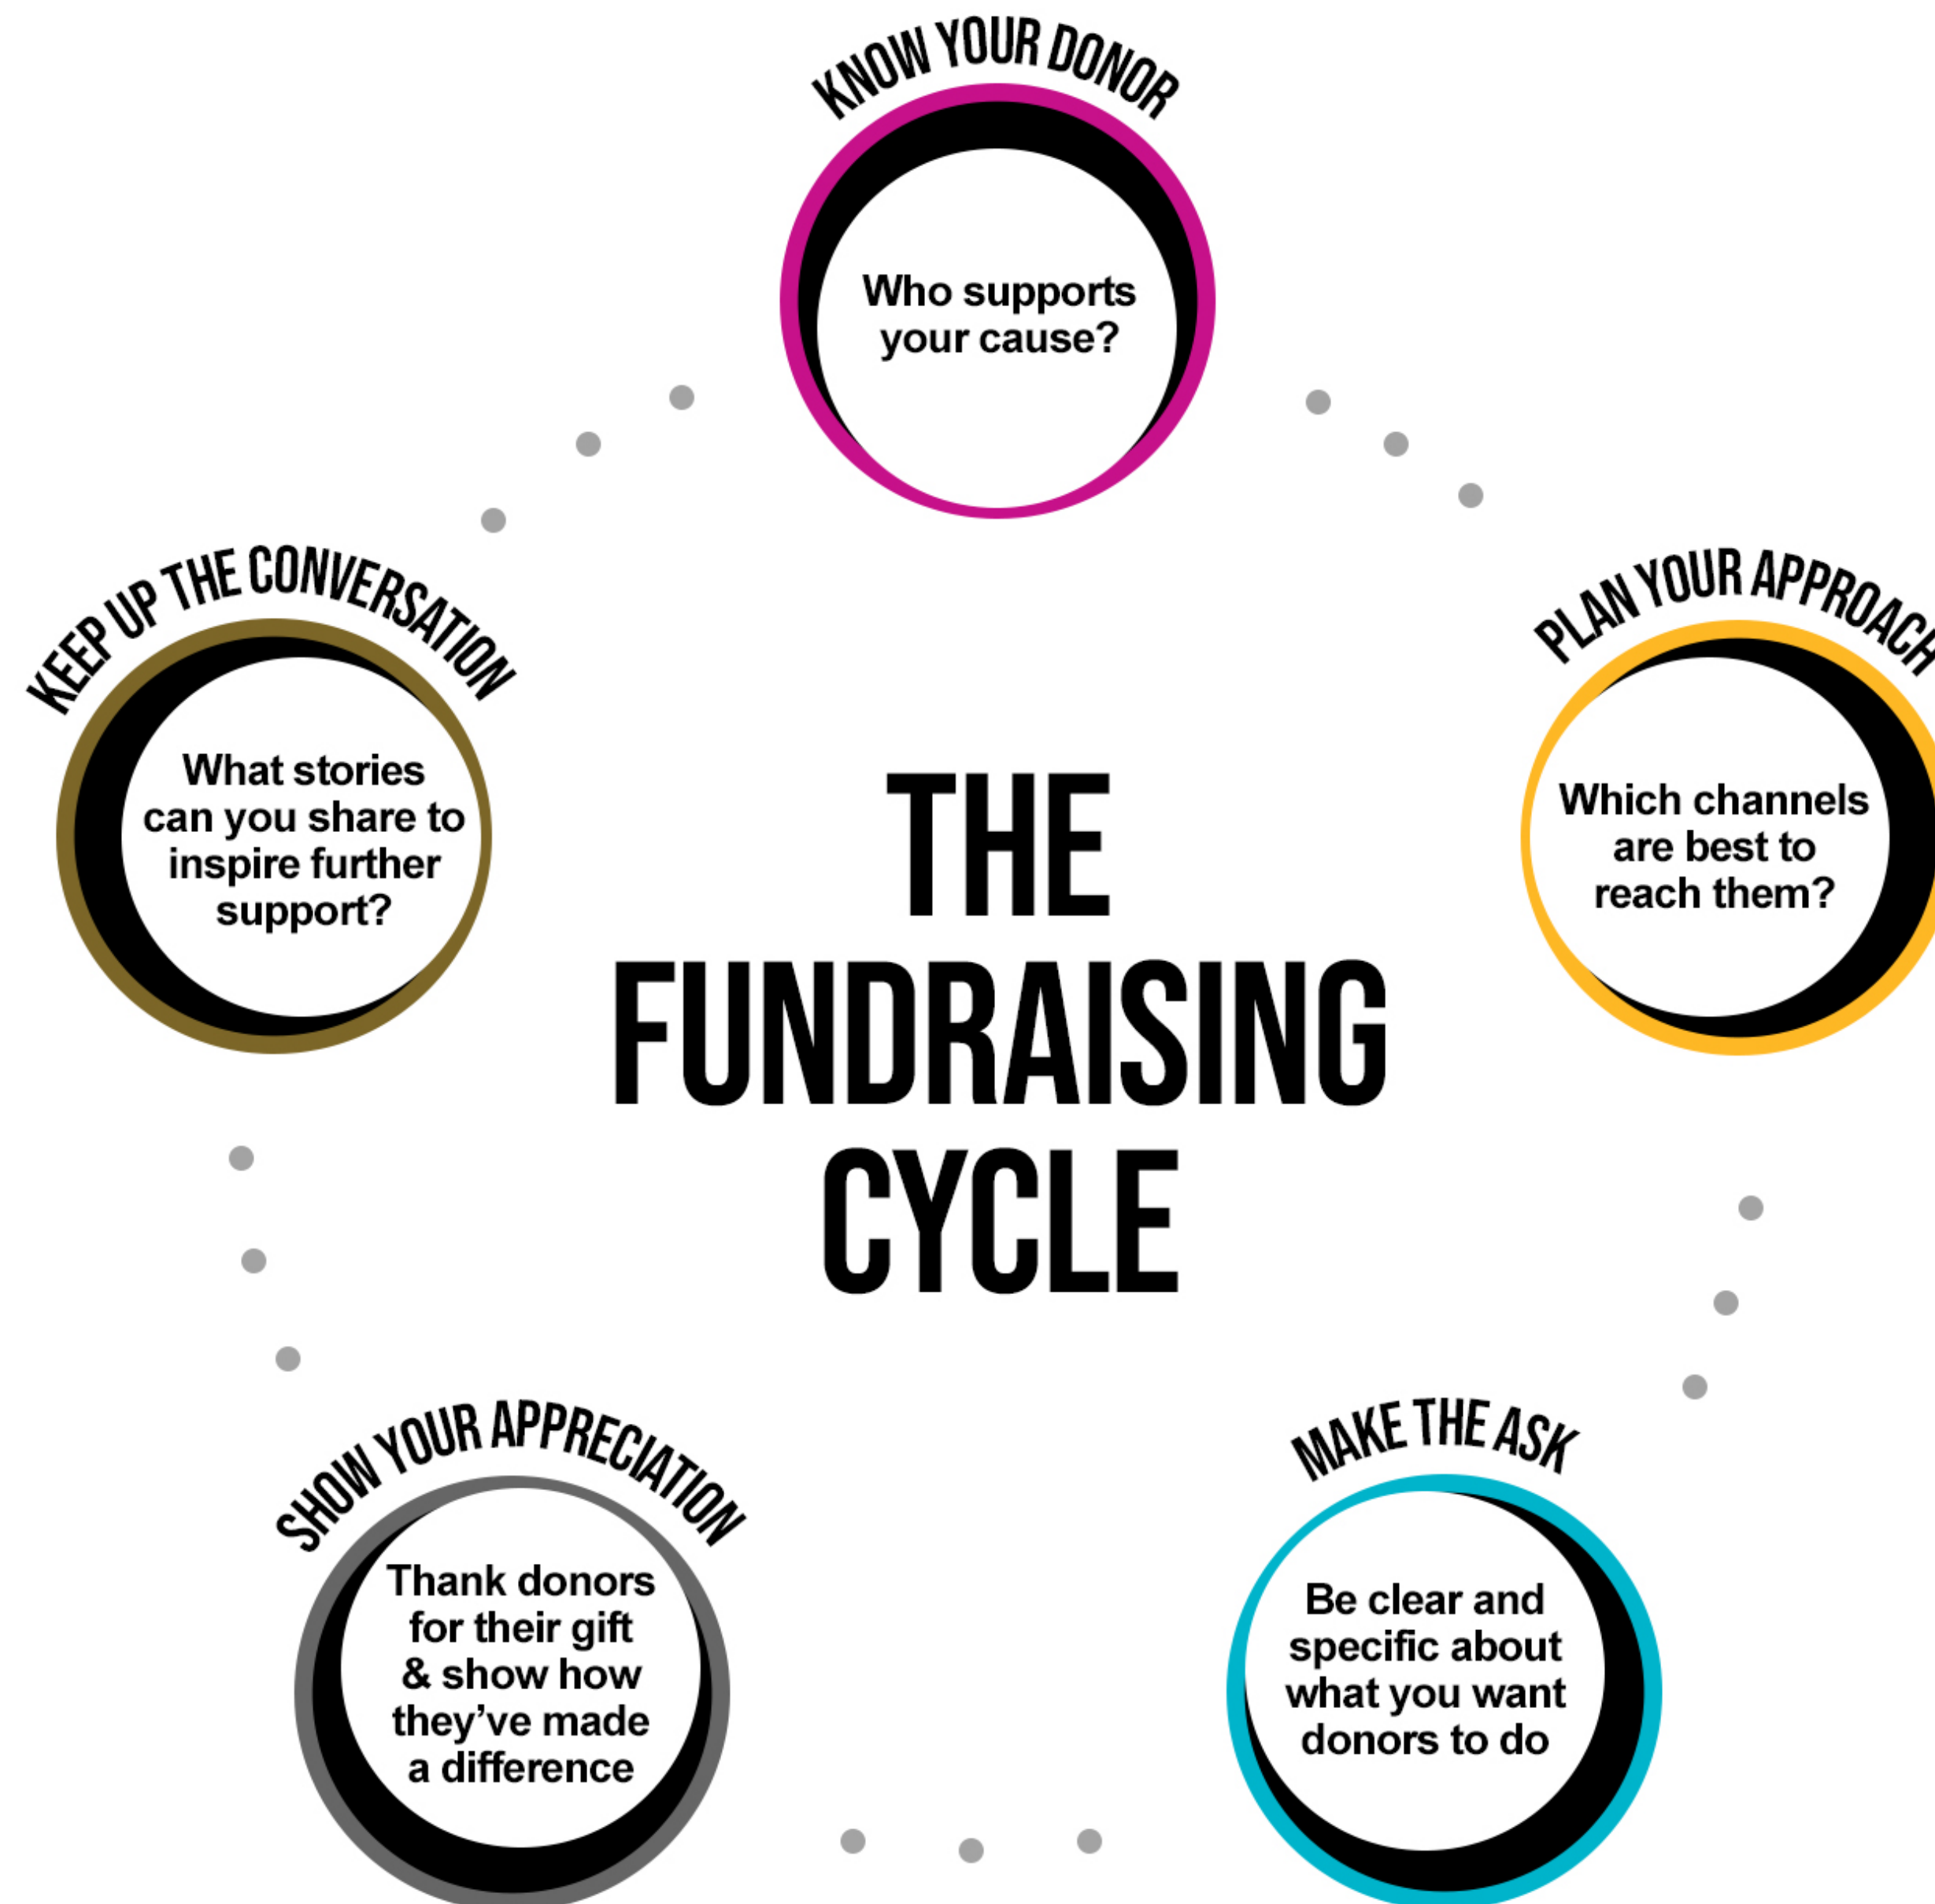 KNOW YOUR DONOR
Who supports
your cause?
KEEP UP THE CONVERSATION
What stories
can you share to
inspire further
support?
PLAN YOUR APPROACH
Which channels
are best to
reach them?
THE
FUNDRAISING
CYCLE
SHOW YOUR APPRECIATION
Thank donors
for their gift
& show how
they've made
a difference
MAKE THE ASK
Be clear and
specific about
what you want
donors to do